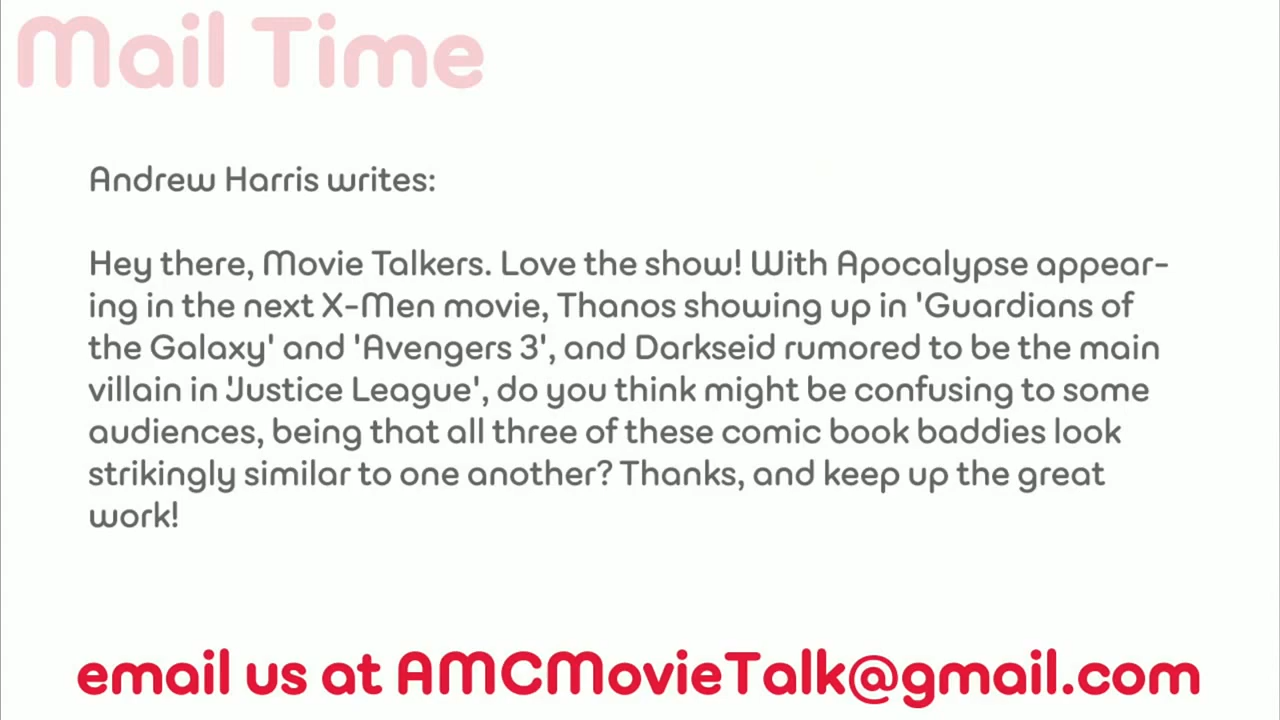 Mail Time
Andrew Harris writes:
Hey there, Movie Talkers. Love the show! With Apocalypse appear-
ing in the next X-Men movie, Thanos showing up in 'Guardians of
the Galaxy' and 'Avengers 3', and Darkseid rumored to be the main
villain in 'Justice League', do you think might be confusing to some
audiences, being that all three of these comic book baddies look
strikingly similar to one another? Thanks, and keep up the great
work!
email us at AMCMovieTalk@gmail.com